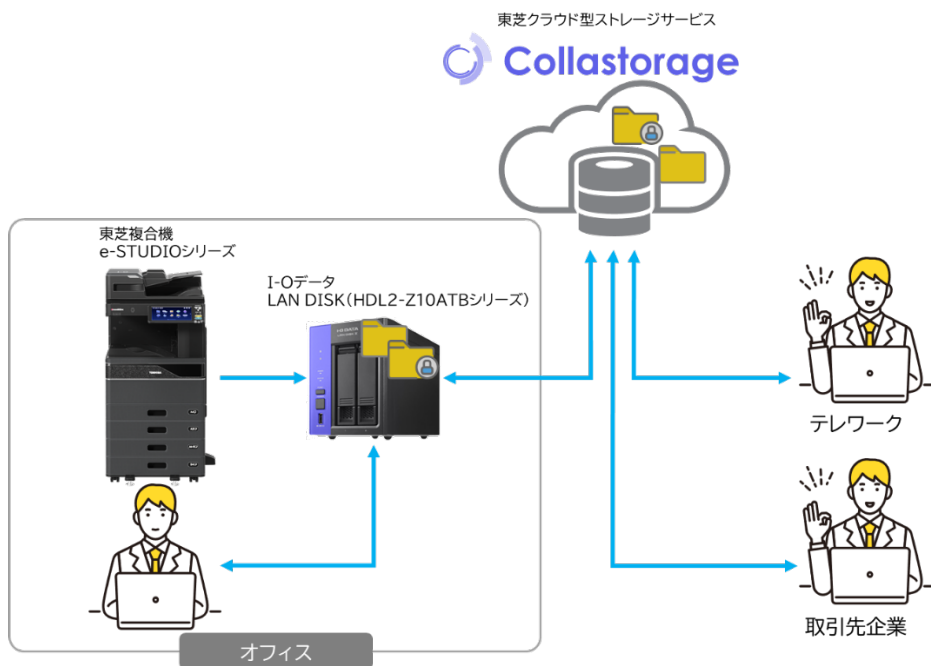 東芝クラウド型ストレージサービス
Collastorage
東芝複合機
e-STUDIOシリーズ
I-Oデータ
LAN DISK(HDL2-Z10ATBシリーズ)
テレワーク
取引先企業
オフィス